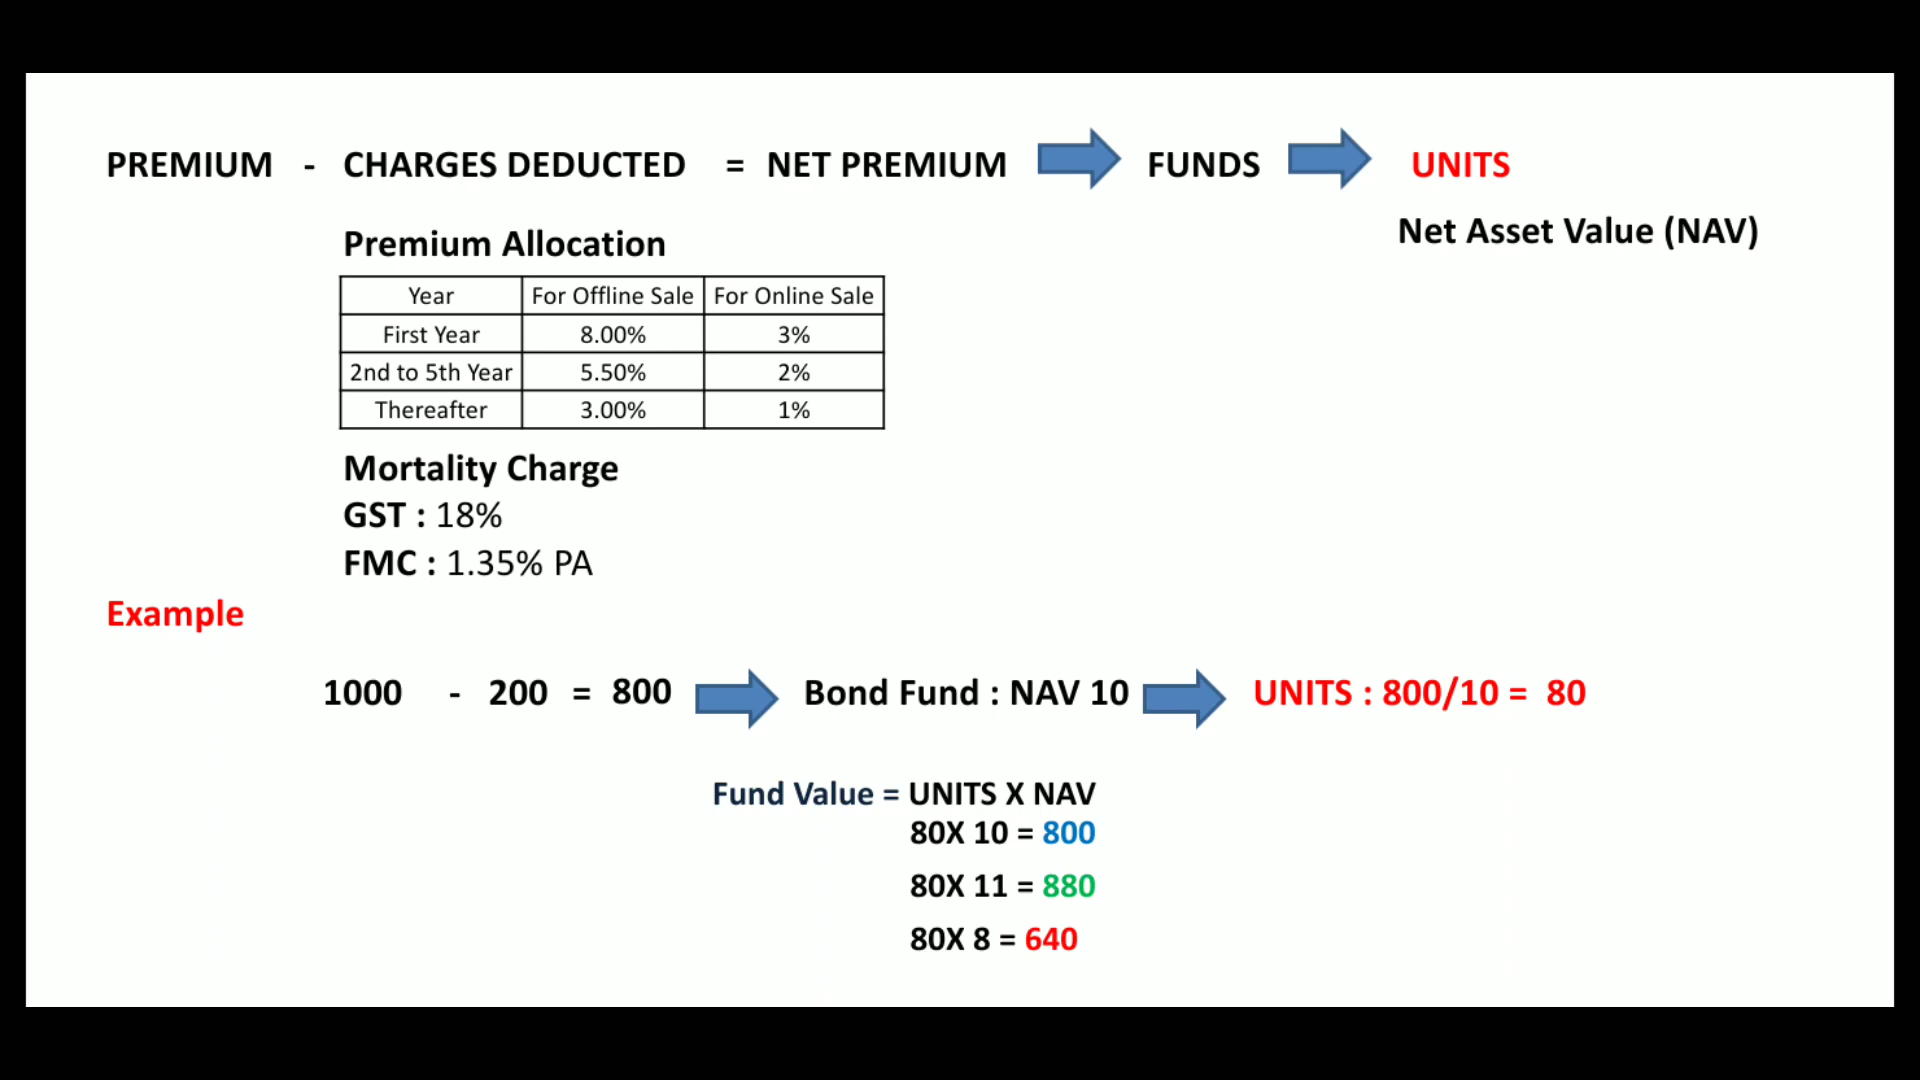 PREMIUM - CHARGES DEDUCTED = NET PREMIUM FUNDS UNITS
Net Asset Value (NAV)
Premium Allocation
Year For Offline Sale For Online Sale
First Year 8.00% 3%
2nd to 5th Year 5.50% 2%
Thereafter 3.00% 1%
Mortality Charge
GST : 18%
FMC : 1.35% PA
Example
1000 - 200 = 800 Bond Fund : NAV 10 UNITS : 800/10 = 80
Fund Value = UNITS X NAV
80X 10 = 800
80X 11 = 880
80X 8 = 640